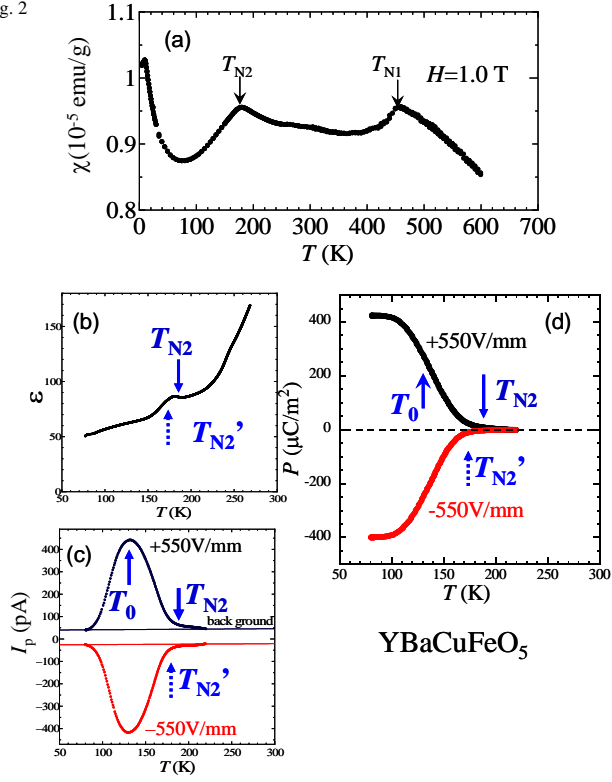 g. 2
(a)
T_N2
T_N1
H=1.0 T
χ(10^-5 emu/g)
1.1
1
0.9
0.8
0 100 200 300 400 500 600 700
T (K)
(b)
T_N2
T_N2’
ε
150
100
50
0
50 100 150 200 250 300
T (K)
(d)
+550V/mm
T_0
T_N2
T_N2’
-550V/mm
P (μC/m^2)
400
200
0
-200
-400
50 100 150 200 250 300
T (K)
(c)
+550V/mm
T_0
T_N2
back ground
T_N2’
−550V/mm
I_p (pA)
400
300
200
100
0
-100
-200
-300
-400
50 100 150 200 250 300
T (K)
YBaCuFeO_5